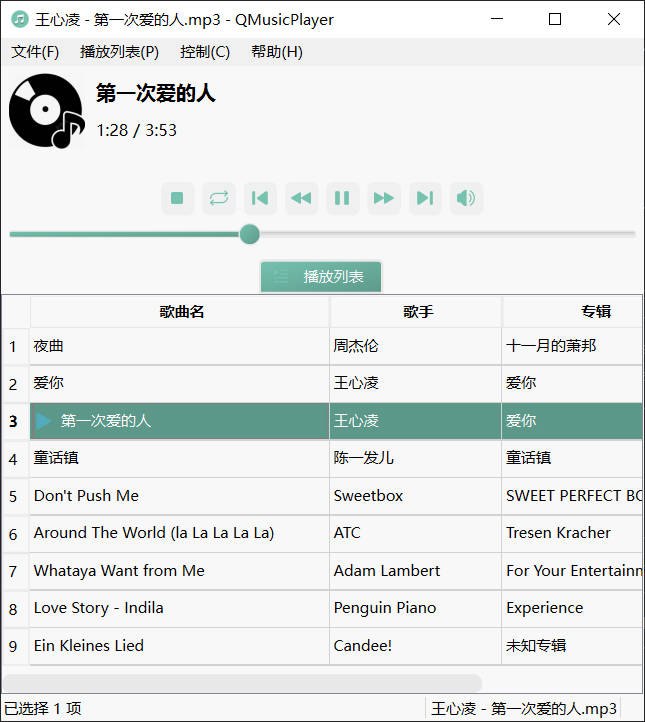 王心凌 - 第一次爱的人.mp3 - QMusicPlayer
文件(F) 播放列表(P) 控制(C) 帮助(H)
第一次爱的人
1:28 / 3:53
播放列表
歌曲名 歌手 专辑
1 夜曲 周杰伦 十一月的萧邦
2 爱你 王心凌 爱你
3 第一次爱的人 王心凌 爱你
4 童话镇 陈一发儿 童话镇
5 Don't Push Me Sweetbox SWEET PERFECT
6 Around The World (la La La La La) ATC Tresen Kracher
7 Whataya Want from Me Adam Lambert For Your
8 Love Story - Indila Penguin Piano Experience
9 Ein Kleines Lied Candee! 未知专辑
已选择 1 项 王心凌 - 第一次爱的人.mp3